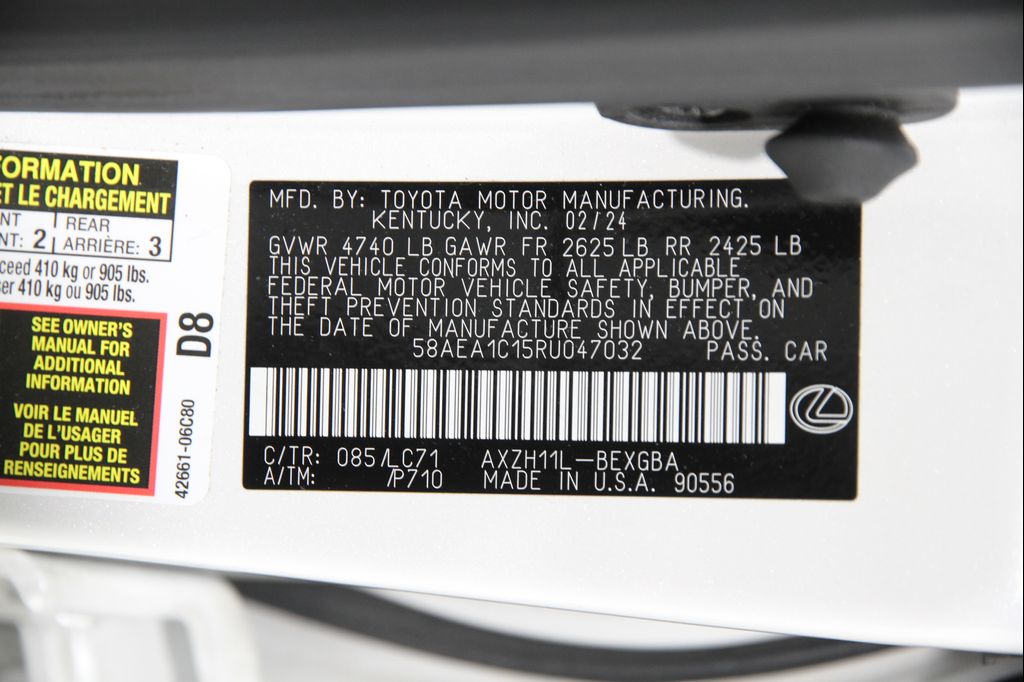 FORMATION
ET LE CHARGEMENT
NT REAR
NT: 2 ARRIÈRE: 3
ceed 410 kg or 905 lbs.
ser 410 kg ou 905 lbs.
SEE OWNER'S
MANUAL FOR
ADDITIONAL
INFORMATION
VOIR LE MANUEL
DE L'USAGER
POUR PLUS DE
RENSEIGNEMENTS
D8
42661-06C80
MFD. BY: TOYOTA MOTOR MANUFACTURING.
KENTUCKY, INC. 02/24
GVWR 4740 LB GAWR FR 2625 LB RR 2425 LB
THIS VEHICLE CONFORMS TO ALL APPLICABLE
FEDERAL MOTOR VEHICLE SAFETY, BUMPER, AND
THEFT PREVENTION STANDARDS IN EFFECT ON
THE DATE OF MANUFACTURE SHOWN ABOVE.
58AEA1C15RU047032 PASS. CAR
C/TR: 085/LC71 AXZH11L-BEXGBA
A/TM: /P710 MADE IN U.S.A. 90556